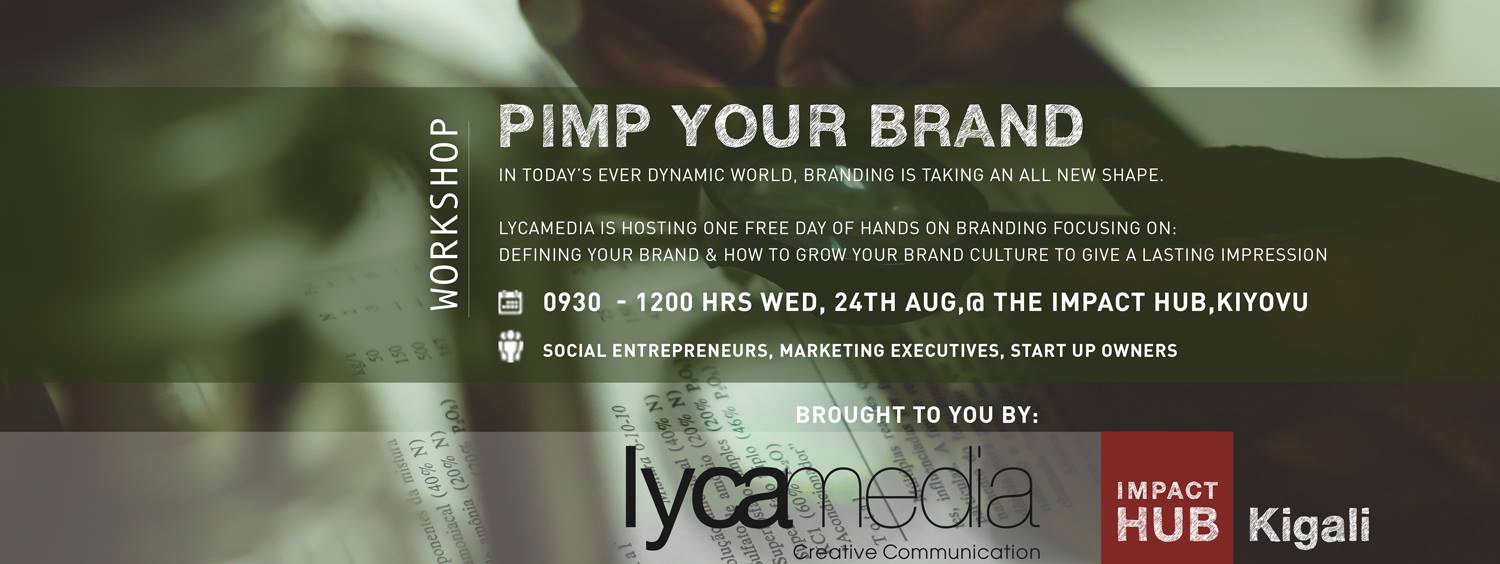 WORKSHOP
PIMP YOUR BRAND
IN TODAY'S EVER DYNAMIC WORLD, BRANDING IS TAKING AN ALL NEW SHAPE.
LYCAMEDIA IS HOSTING ONE FREE DAY OF HANDS ON BRANDING FOCUSING ON:
DEFINING YOUR BRAND & HOW TO GROW YOUR BRAND CULTURE TO GIVE A LASTING IMPRESSION
0930 - 1200 HRS WED, 24TH AUG,@ THE IMPACT HUB,KIYOVU
SOCIAL ENTREPRENEURS, MARKETING EXECUTIVES, START UP OWNERS
BROUGHT TO YOU BY:
lycamedia
Creative Communication
IMPACT
HUB Kigali